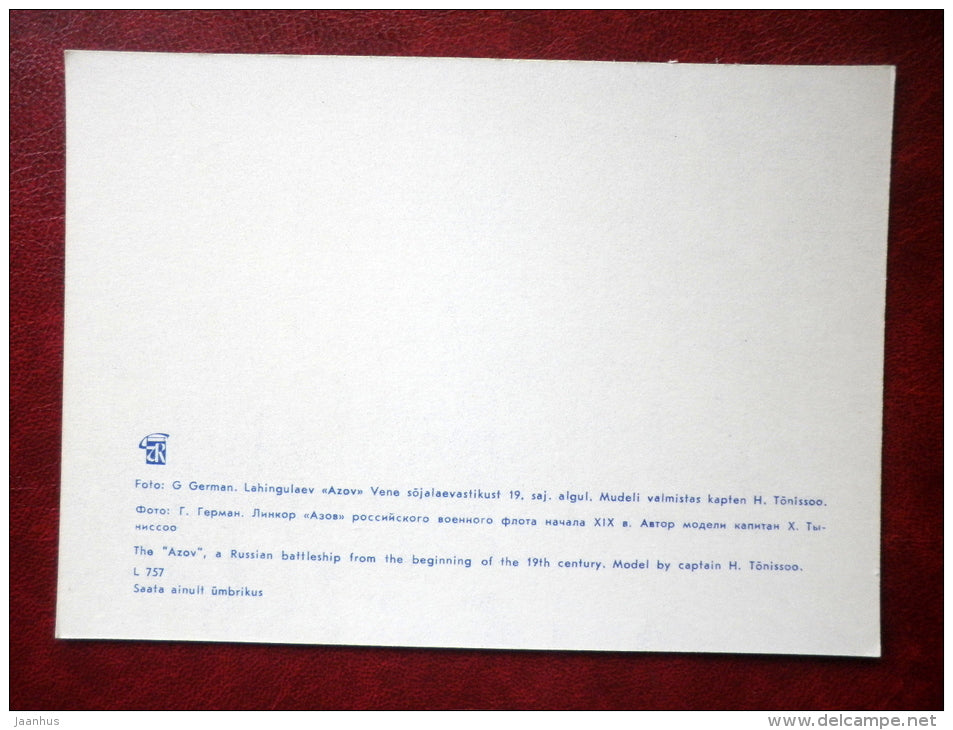 Foto: G German. Lahingulaev «Azov» Vene sõjalaevastikust 19. saj. algul. Mudeli valmistas kapten H. Tõnissoo.
Фото: Г. Герман. Линкор «Азов» российского военного флота начала XIX в. Автор модели капитан Х. Ты-
ниссоо
The "Azov", a Russian battleship from the beginning of the 19th century. Model by captain H. Tõnissoo.
L 757
Saata ainult ümbrikus
jaanhus
www.delcampe.net